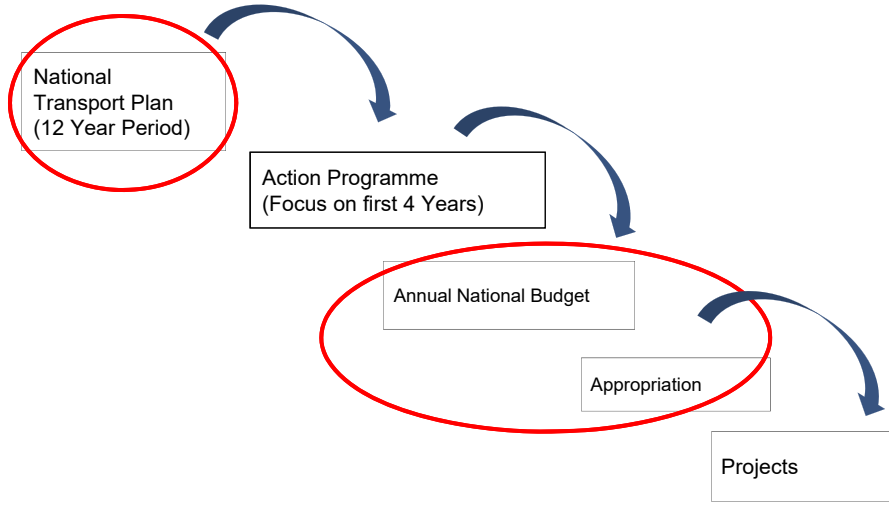 National
Transport Plan
(12 Year Period)
Action Programme
(Focus on first 4 Years)
Annual National Budget
Appropriation
Projects